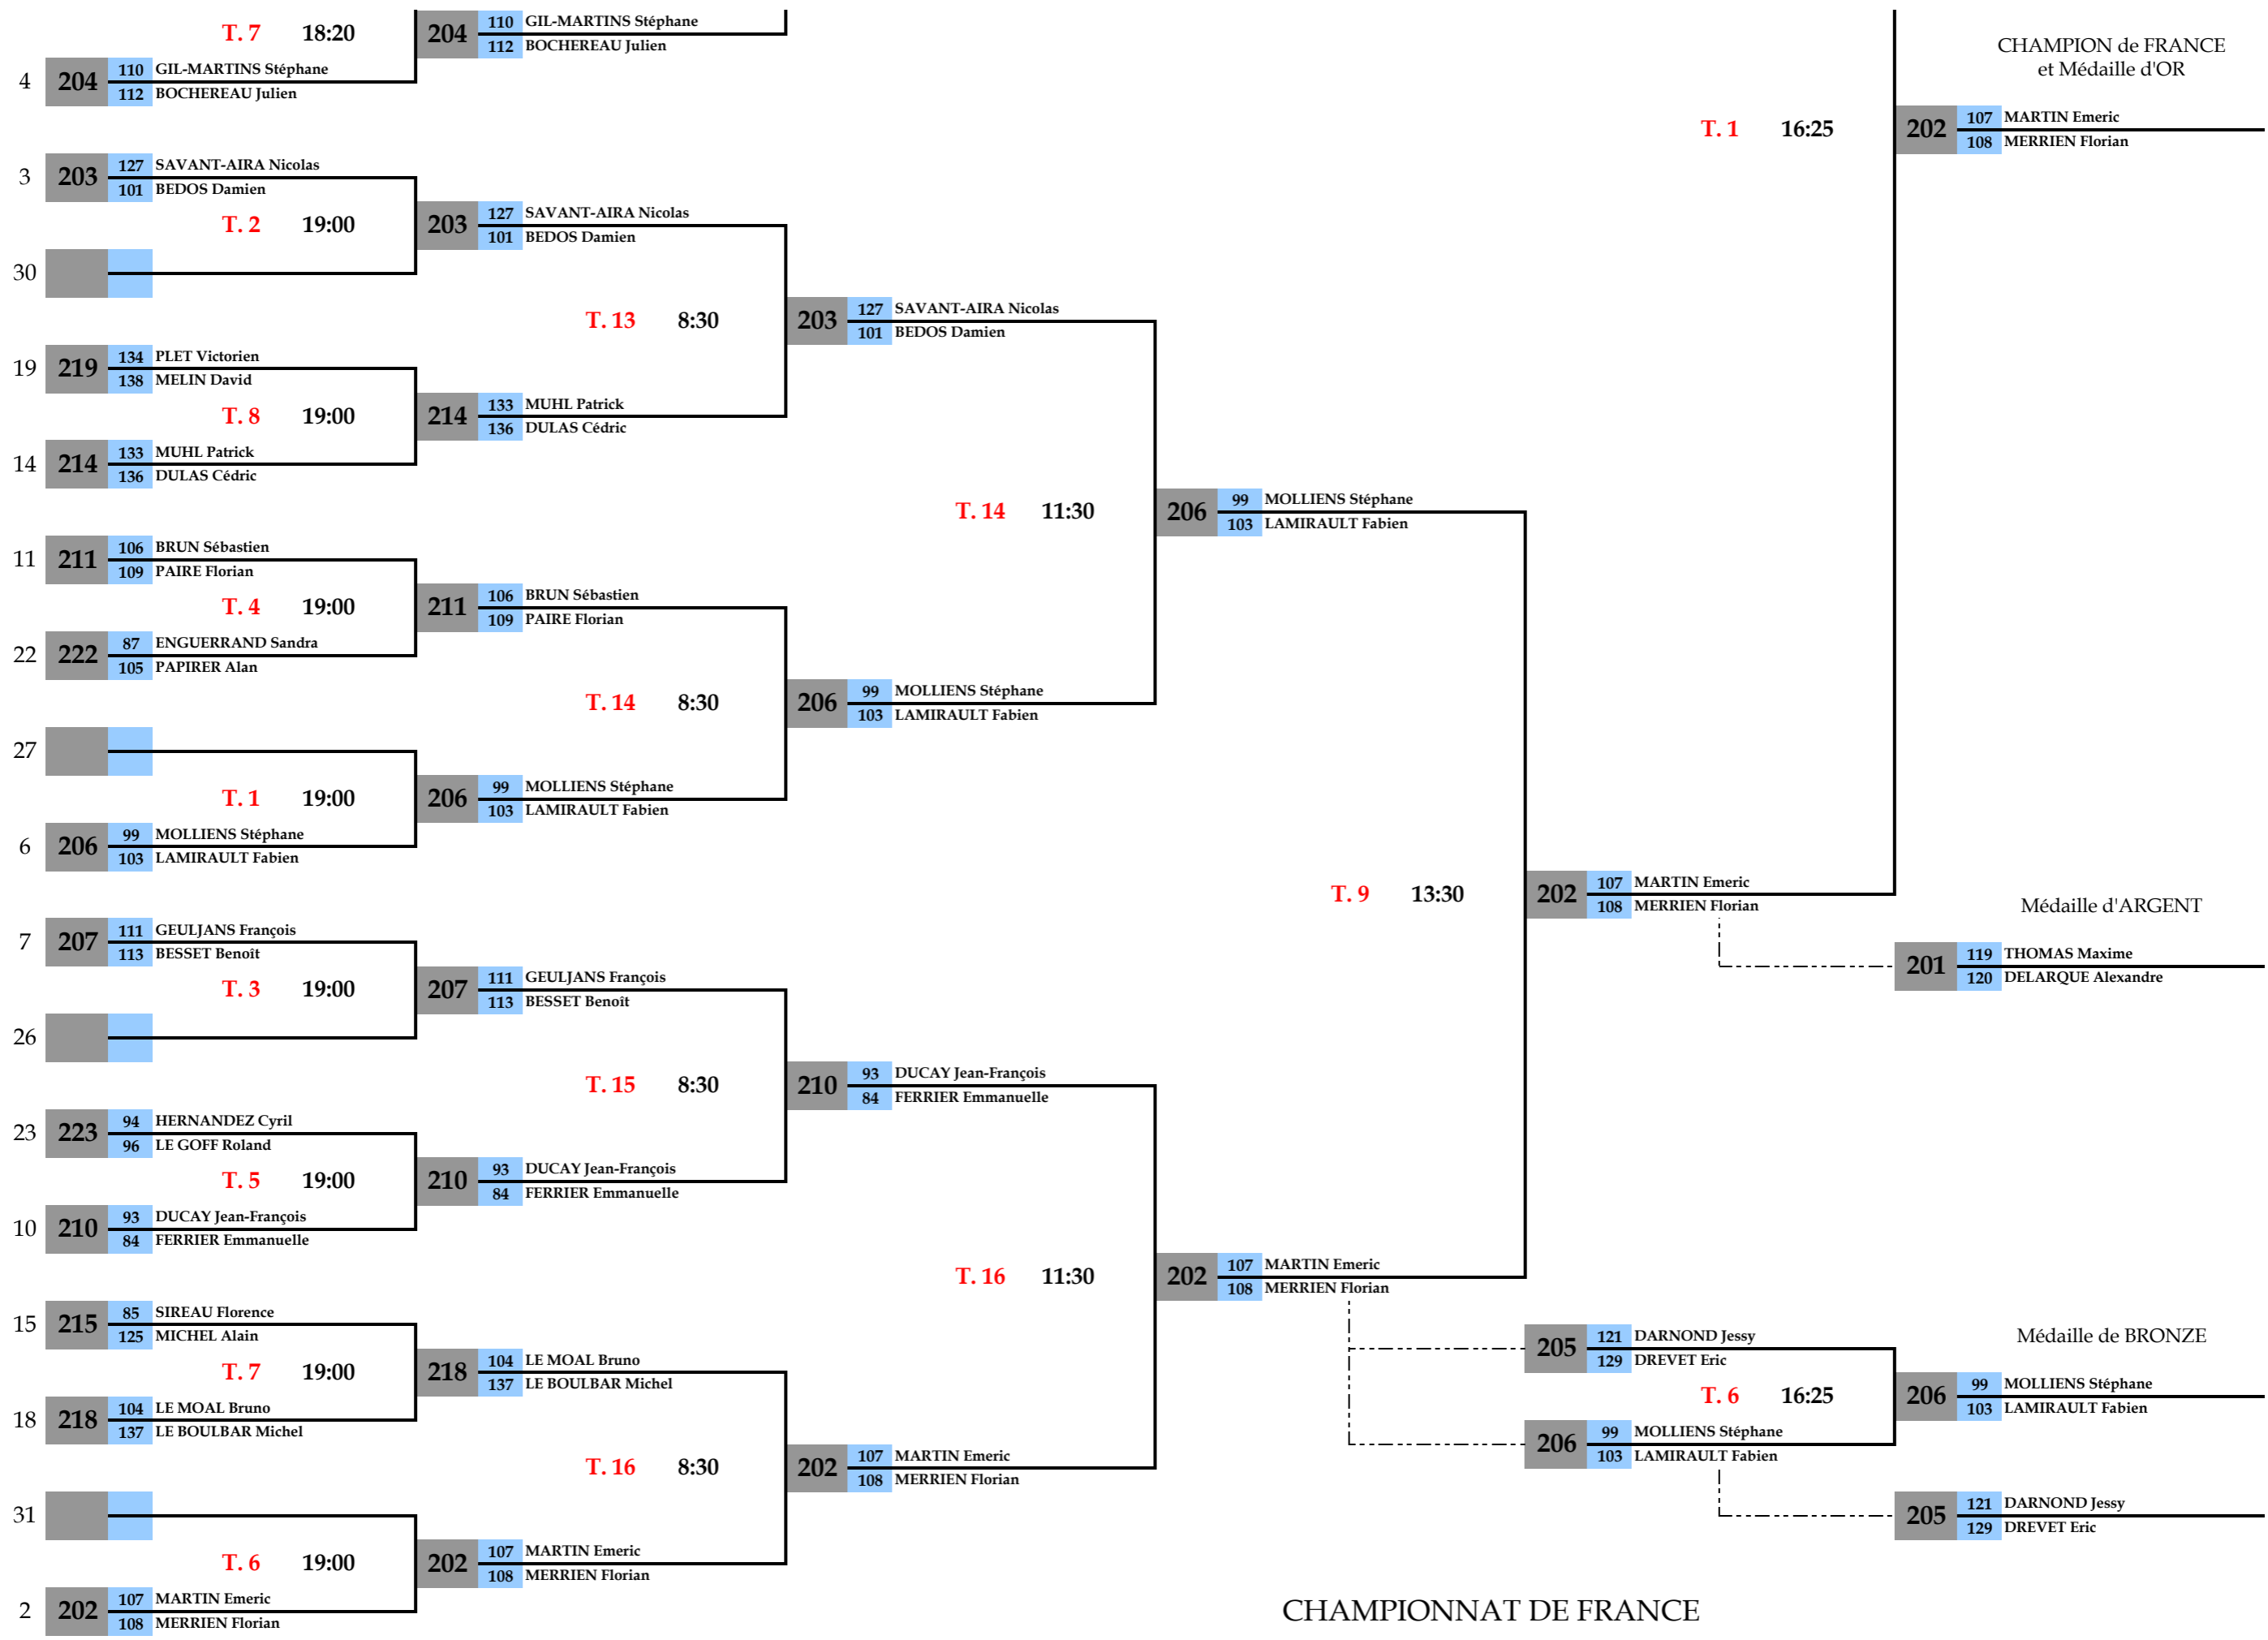 T. 7 18:20
204 110 GIL-MARTINS Stéphane
112 BOCHEREAU Julien
4 204 110 GIL-MARTINS Stéphane
112 BOCHEREAU Julien
3 203 127 SAVANT-AIRA Nicolas
101 BEDOS Damien
T. 2 19:00
30
19 219 134 PLET Victorien
138 MELIN David
T. 8 19:00
14 214 133 MUHL Patrick
136 DULAS Cédric
11 211 106 BRUN Sébastien
109 PAIRE Florian
T. 4 19:00
22 222 87 ENGUERRAND Sandra
105 PAPIRER Alan
27
T. 1 19:00
6 206 99 MOLLIENS Stéphane
103 LAMIRAULT Fabien
7 207 111 GEULJANS François
113 BESSET Benoît
T. 3 19:00
26
23 223 94 HERNANDEZ Cyril
96 LE GOFF Roland
T. 5 19:00
10 210 93 DUCAY Jean-François
84 FERRIER Emmanuelle
15 215 85 SIREAU Florence
125 MICHEL Alain
T. 7 19:00
18 218 104 LE MOAL Bruno
137 LE BOULBAR Michel
31
T. 6 19:00
2 202 107 MARTIN Emeric
108 MERRIEN Florian
203 127 SAVANT-AIRA Nicolas
101 BEDOS Damien
T. 13 8:30
214 133 MUHL Patrick
136 DULAS Cédric
211 106 BRUN Sébastien
109 PAIRE Florian
T. 14 8:30
206 99 MOLLIENS Stéphane
103 LAMIRAULT Fabien
207 111 GEULJANS François
113 BESSET Benoît
T. 15 8:30
210 93 DUCAY Jean-François
84 FERRIER Emmanuelle
218 104 LE MOAL Bruno
137 LE BOULBAR Michel
T. 16 8:30
202 107 MARTIN Emeric
108 MERRIEN Florian
203 127 SAVANT-AIRA Nicolas
101 BEDOS Damien
T. 14 11:30
206 99 MOLLIENS Stéphane
103 LAMIRAULT Fabien
210 93 DUCAY Jean-François
84 FERRIER Emmanuelle
T. 16 11:30
202 107 MARTIN Emeric
108 MERRIEN Florian
206 99 MOLLIENS Stéphane
103 LAMIRAULT Fabien
T. 9 13:30
202 107 MARTIN Emeric
108 MERRIEN Florian
T. 1 16:25
202 107 MARTIN Emeric
108 MERRIEN Florian
205 121 DARNOND Jessy
129 DREVET Eric
T. 6 16:25
206 99 MOLLIENS Stéphane
103 LAMIRAULT Fabien
CHAMPION de FRANCE
et Médaille d'OR
202 107 MARTIN Emeric
108 MERRIEN Florian
Médaille d'ARGENT
201 119 THOMAS Maxime
120 DELARQUE Alexandre
Médaille de BRONZE
206 99 MOLLIENS Stéphane
103 LAMIRAULT Fabien
205 121 DARNOND Jessy
129 DREVET Eric
CHAMPIONNAT DE FRANCE